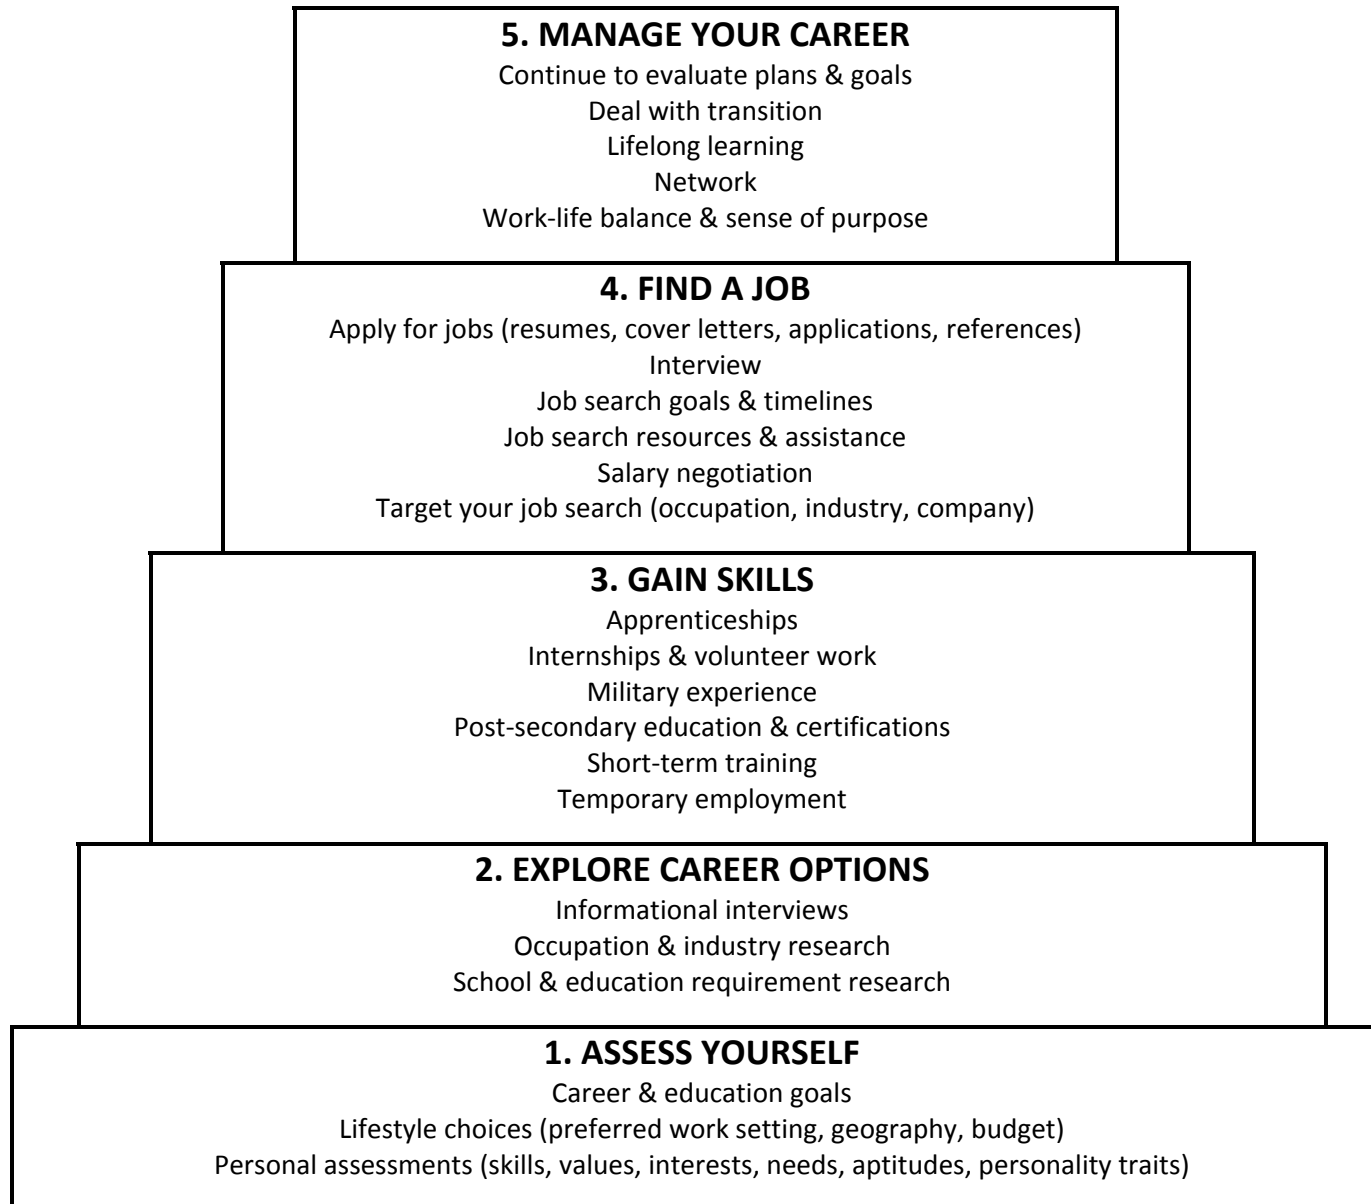 5. MANAGE YOUR CAREER
Continue to evaluate plans & goals
Deal with transition
Lifelong learning
Network
Work-life balance & sense of purpose
4. FIND A JOB
Apply for jobs (resumes, cover letters, applications, references)
Interview
Job search goals & timelines
Job search resources & assistance
Salary negotiation
Target your job search (occupation, industry, company)
3. GAIN SKILLS
Apprenticeships
Internships & volunteer work
Military experience
Post-secondary education & certifications
Short-term training
Temporary employment
2. EXPLORE CAREER OPTIONS
Informational interviews
Occupation & industry research
School & education requirement research
1. ASSESS YOURSELF
Career & education goals
Lifestyle choices (preferred work setting, geography, budget)
Personal assessments (skills, values, interests, needs, aptitudes, personality traits)